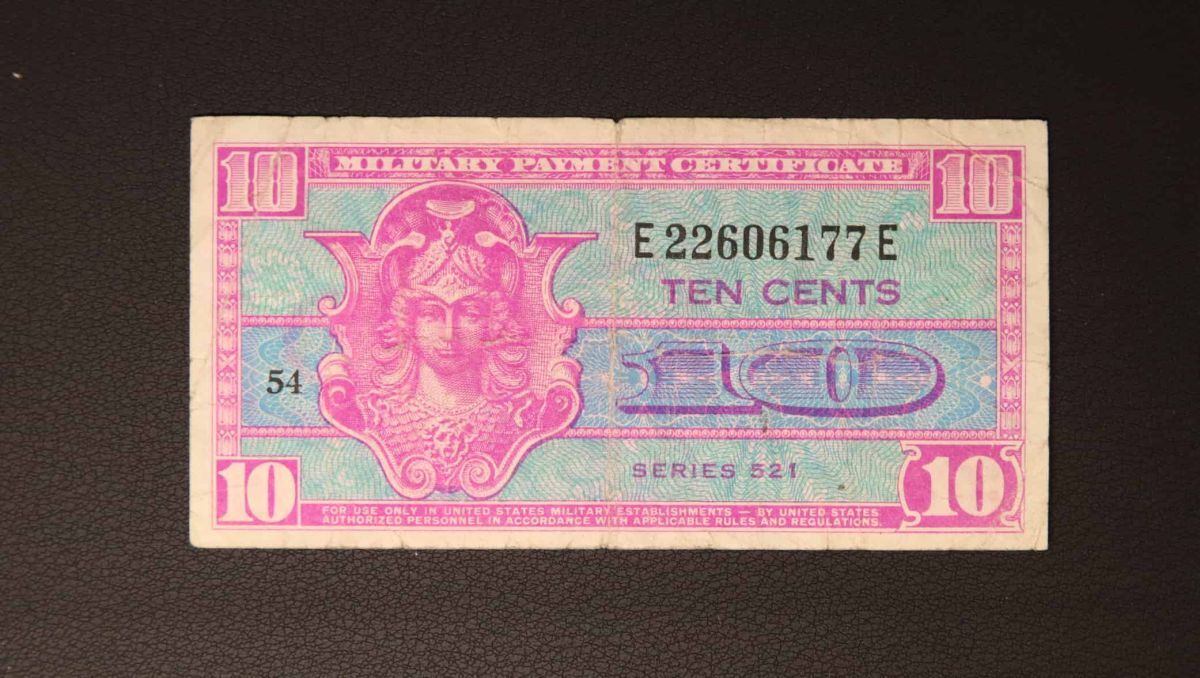 10 MILITARY PAYMENT CERTIFICATE 10
E22606177E
TEN CENTS
54 10
SERIES 521
10 10
FOR USE ONLY IN UNITED STATES MILITARY ESTABLISHMENTS — BY UNITED STATES
AUTHORIZED PERSONNEL IN ACCORDANCE WITH APPLICABLE RULES AND REGULATIONS.